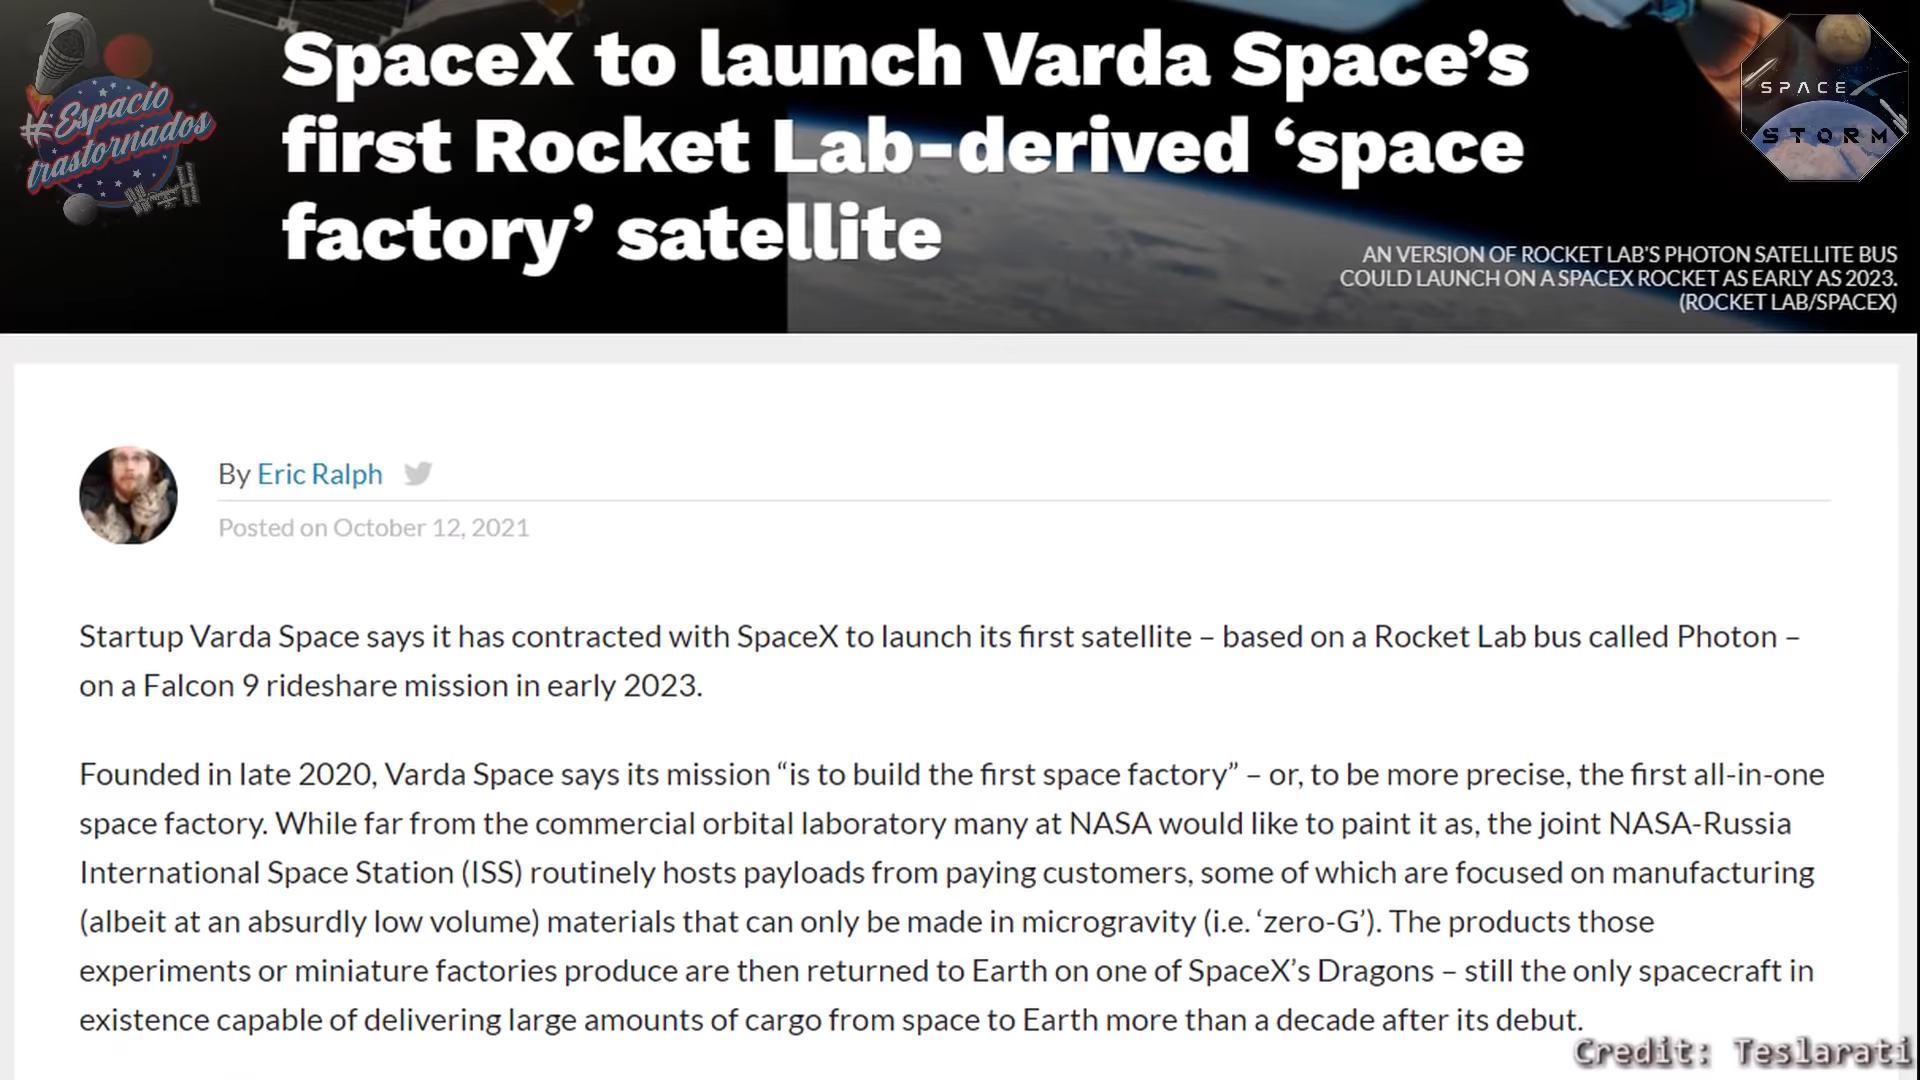 #Espacio
trastornados
SPACEX
STORM
SpaceX to launch Varda Space’s
first Rocket Lab-derived ‘space
factory’ satellite
AN VERSION OF ROCKET LAB'S PHOTON SATELLITE BUS
COULD LAUNCH ON A SPACEX ROCKET AS EARLY AS 2023.
(ROCKET LAB/SPACEX)
By Eric Ralph
Posted on October 12, 2021
Startup Varda Space says it has contracted with SpaceX to launch its first satellite – based on a Rocket Lab bus called Photon –
on a Falcon 9 rideshare mission in early 2023.
Founded in late 2020, Varda Space says its mission “is to build the first space factory” – or, to be more precise, the first all-in-one
space factory. While far from the commercial orbital laboratory many at NASA would like to paint it as, the joint NASA-Russia
International Space Station (ISS) routinely hosts payloads from paying customers, some of which are focused on manufacturing
(albeit at an absurdly low volume) materials that can only be made in microgravity (i.e. ‘zero-G’). The products those
experiments or miniature factories produce are then returned to Earth on one of SpaceX’s Dragons – still the only spacecraft in
existence capable of delivering large amounts of cargo from space to Earth more than a decade after its debut.
Credit: Teslarati